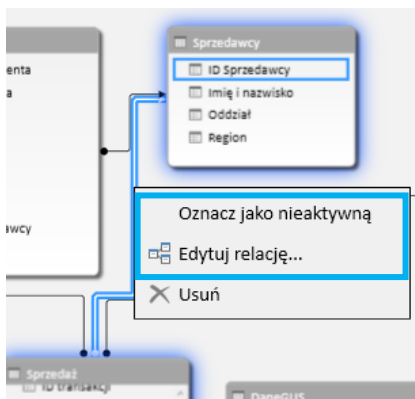 Sprzedawcy
enta
ID Sprzedawcy
a
Imię i nazwisko
Oddział
Region
awcy
Oznacz jako nieaktywną
Edytuj relację...
Usuń
Sprzedaż
ID transakcji
DaneGUS